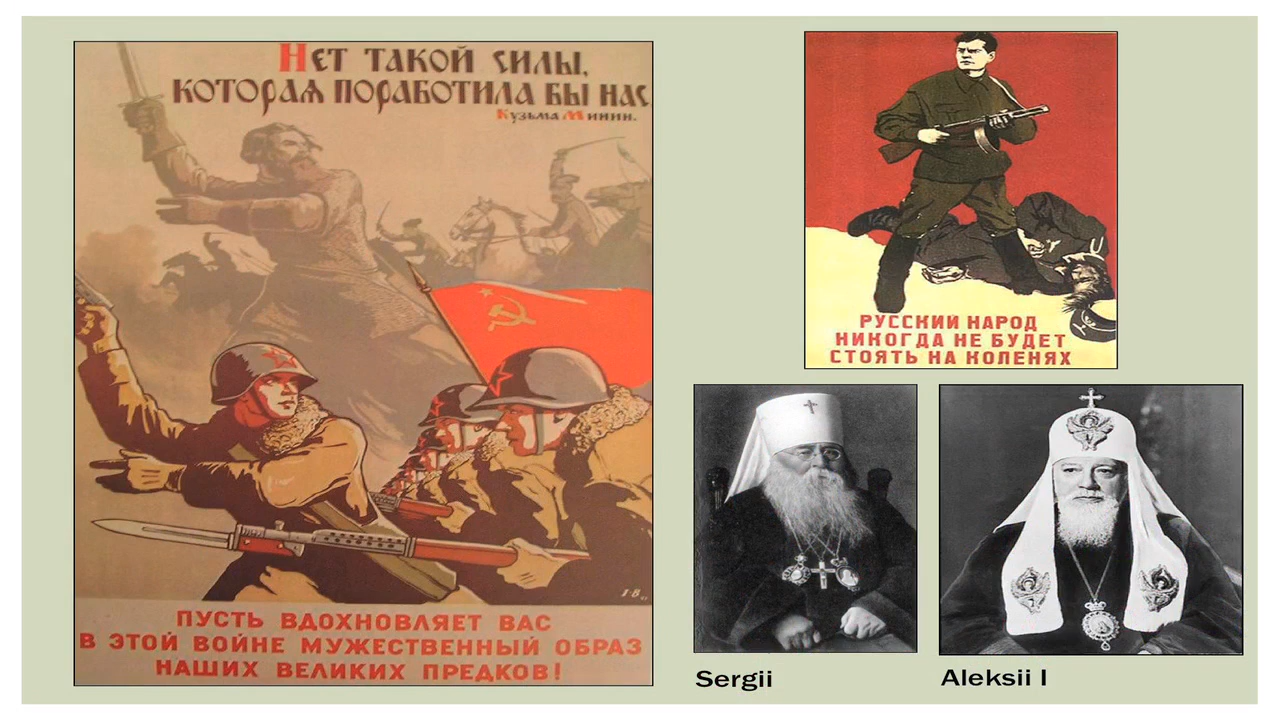 Нет такой силы,
которая поработила бы нас
Кузьма Минин.
ПУСТЬ ВДОХНОВЛЯЕТ ВАС
В ЭТОЙ ВОЙНЕ МУЖЕСТВЕННЫЙ ОБРАЗ
НАШИХ ВЕЛИКИХ ПРЕДКОВ!
РУССКИЙ НАРОД
НИКОГДА НЕ БУДЕТ
СТОЯТЬ НА КОЛЕНЯХ
Sergii
Aleksii I